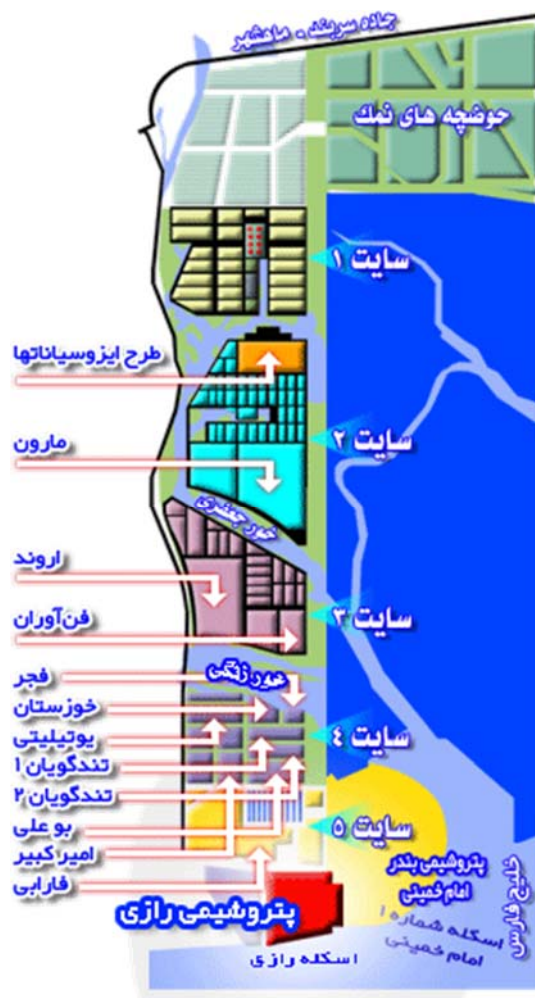 جاده سربند - ماهشهر
حوضچه های نمک
سایت ۱
طرح ایزوسیاناتها
سایت ۲
مارون
خور جعفری
اروند
سایت ۳
فن‌آوران
خور زنگی
فجر
خوزستان
سایت ۴
یوتیلیتی
تندگویان ۱
تندگویان ۲
بو علی
سایت ۵
امیر کبیر
فارابی
پتروشیمی بندر
امام خمینی
پتروشیمی رازی
اسکله شماره ۱
امام خمینی
خلیج فارس
اسکله رازی